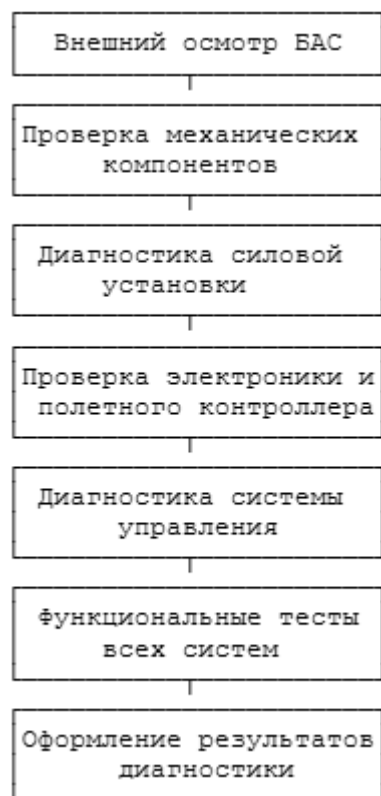 Внешний осмотр БАС
Проверка механических
компонентов
Диагностика силовой
установки
Проверка электроники и
полетного контроллера
Диагностика системы
управления
Функциональные тесты
всех систем
Оформление результатов
диагностики